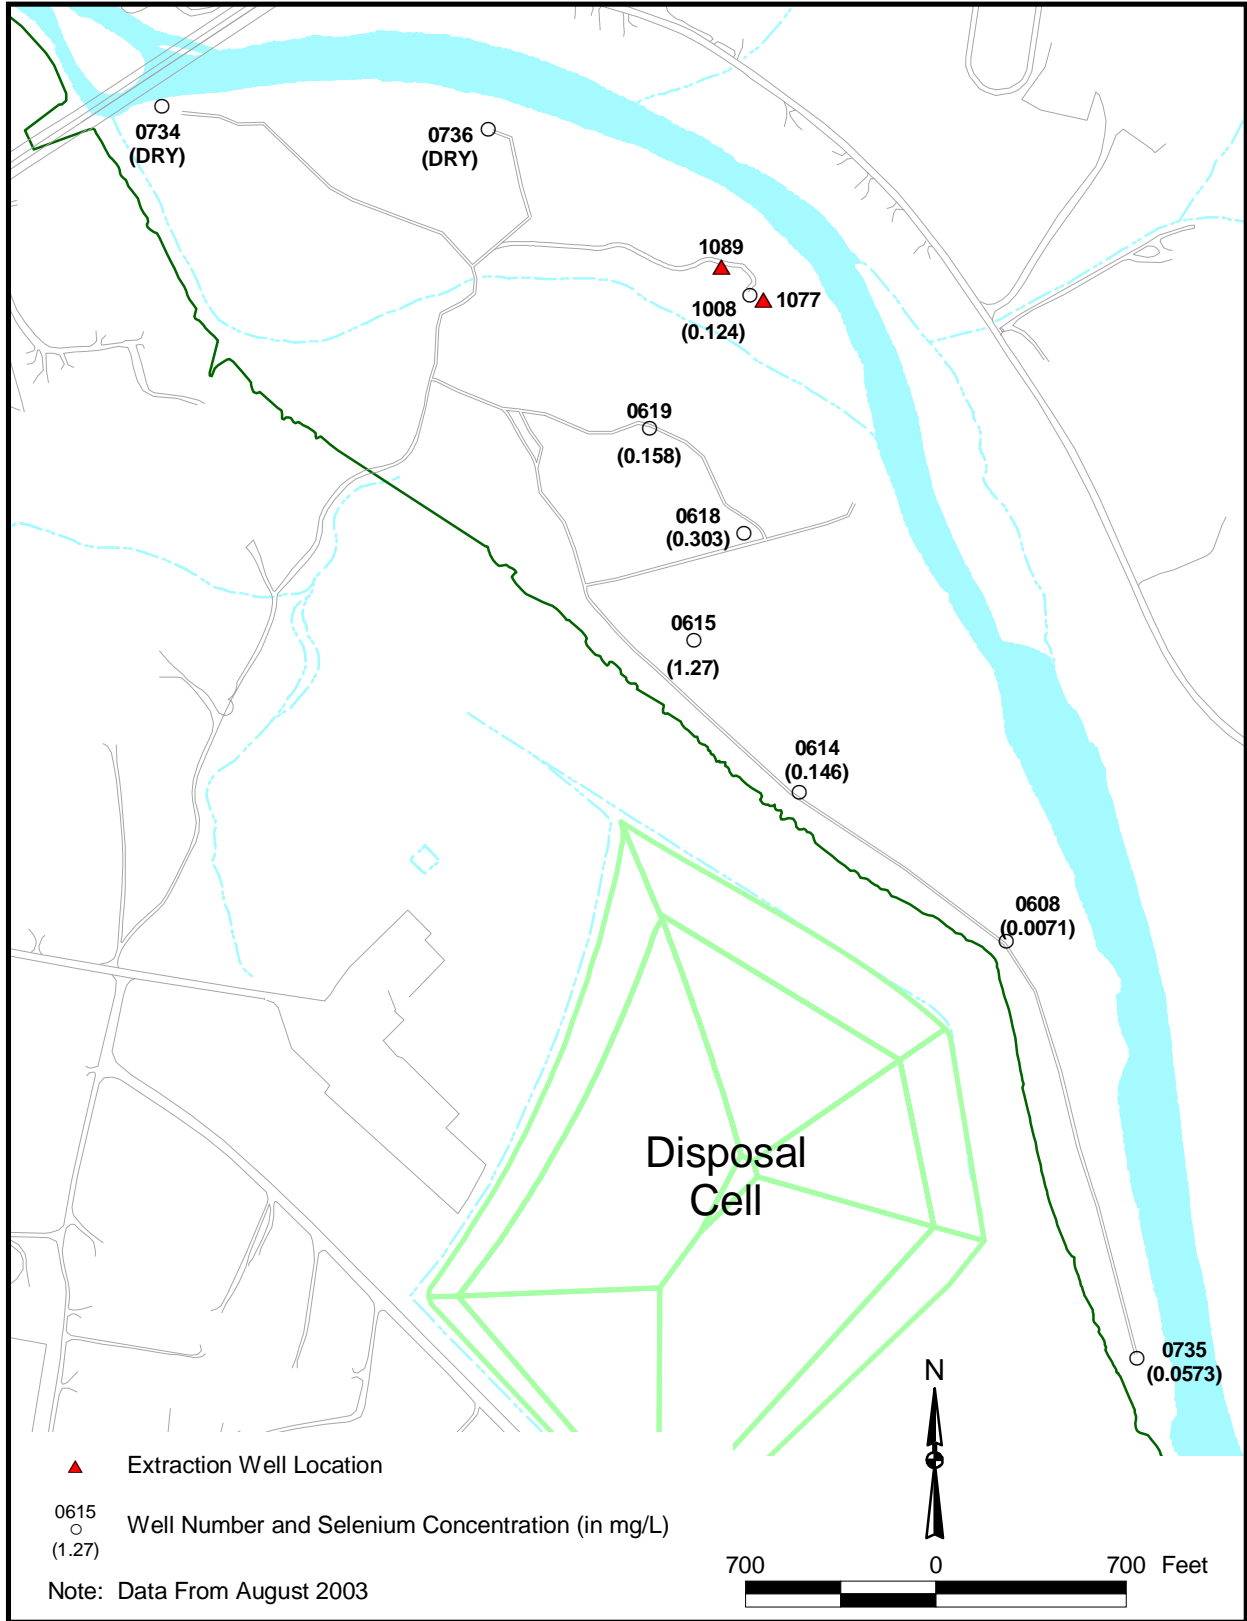 0734
(DRY)
0736
(DRY)
1089
1077
1008
(0.124)
0619
(0.158)
0618
(0.303)
0615
(1.27)
0614
(0.146)
0608
(0.0071)
Disposal
Cell
0735
(0.0573)
N
Extraction Well Location
0615
(1.27)
Well Number and Selenium Concentration (in mg/L)
Note: Data From August 2003
700 0 700 Feet